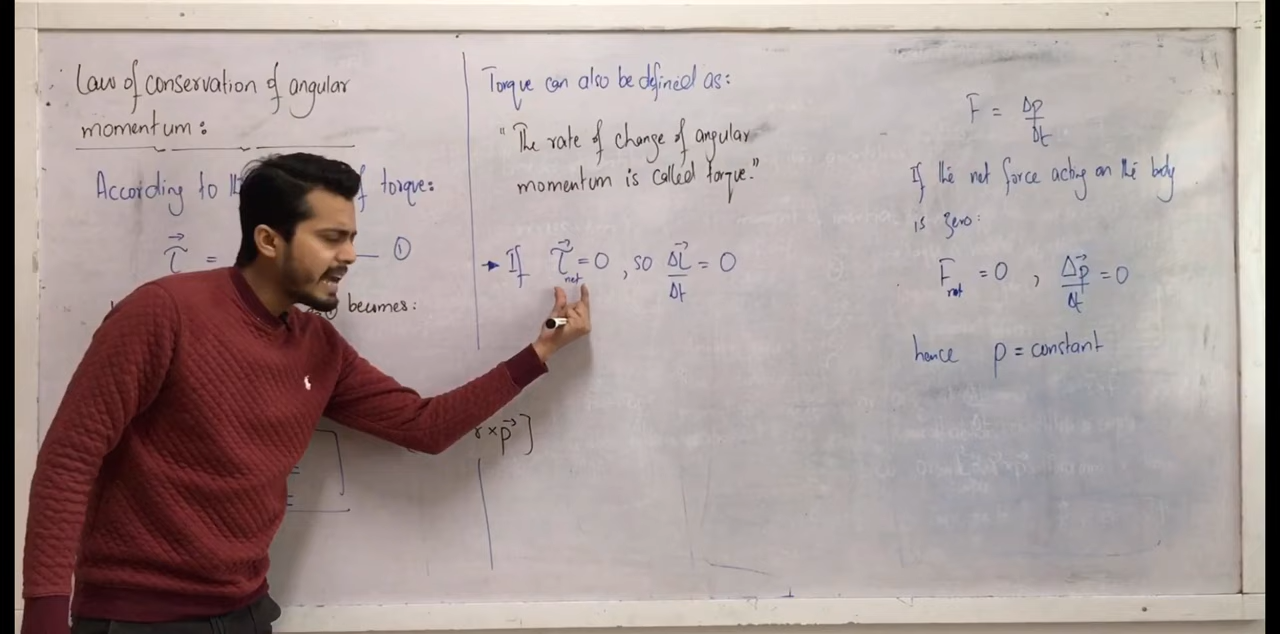 Law of conservation of angular
momentum:
According to torque:
τ⃗ = ①
becomes:
× p⃗ ]
=
=
Torque can also be defined as:
"The rate of change of angular
momentum is called torque."
If τ⃗net = 0 , so ΔL⃗/Δt = 0
F = Δp/Δt
If the net force acting on the body
is zero:
Fnet = 0 , Δp⃗/Δt = 0
hence p = constant